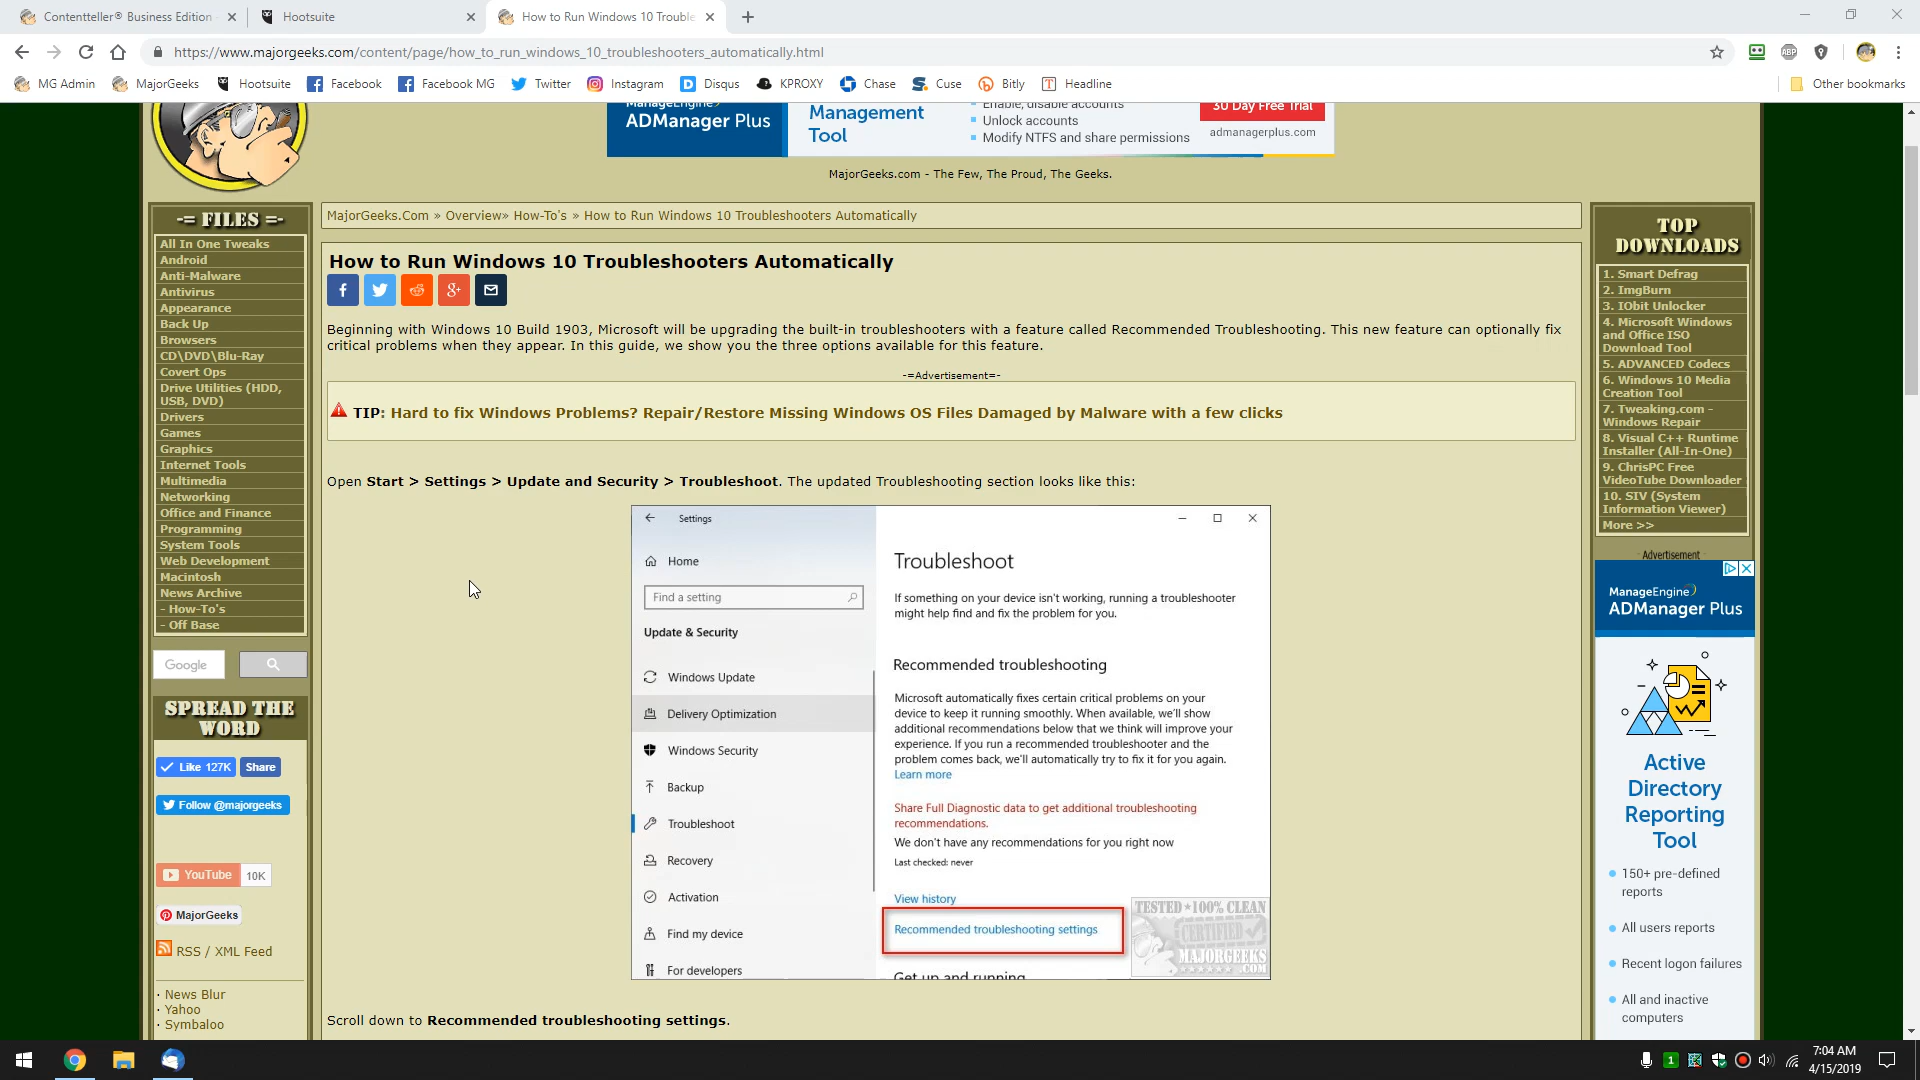 Contentteller® Business Edition
Hootsuite
How to Run Windows 10 Trouble
https://www.majorgeeks.com/content/page/how_to_run_windows_10_troubleshooters_automatically.html
MG Admin
MajorGeeks
Hootsuite
Facebook
Facebook MG
Twitter
Instagram
Disqus
KPROXY
Chase
Cuse
Bitly
Headline
Other bookmarks
ManageEngine
ADManager Plus
Management
Tool
Enable, disable accounts
Unlock accounts
Modify NTFS and share permissions
30 Day Free Trial
admanagerplus.com
MajorGeeks.com - The Few, The Proud, The Geeks.
-= FILES =-
All In One Tweaks
Android
Anti-Malware
Antivirus
Appearance
Back Up
Browsers
CD\DVD\Blu-Ray
Covert Ops
Drive Utilities (HDD,
USB, DVD)
Drivers
Games
Graphics
Internet Tools
Multimedia
Networking
Office and Finance
Programming
System Tools
Web Development
Macintosh
News Archive
- How-To's
- Off Base
Google
SPREAD THE
WORD
Like 127K
Share
Follow @majorgeeks
YouTube
10K
MajorGeeks
RSS / XML Feed
· News Blur
· Yahoo
· Symbaloo
MajorGeeks.Com » Overview» How-To's » How to Run Windows 10 Troubleshooters Automatically
How to Run Windows 10 Troubleshooters Automatically
Beginning with Windows 10 Build 1903, Microsoft will be upgrading the built-in troubleshooters with a feature called Recommended Troubleshooting. This new feature can optionally fix
critical problems when they appear. In this guide, we show you the three options available for this feature.
-=Advertisement=-
TIP: Hard to fix Windows Problems? Repair/Restore Missing Windows OS Files Damaged by Malware with a few clicks
Open Start > Settings > Update and Security > Troubleshoot. The updated Troubleshooting section looks like this:
Settings
Home
Find a setting
Update & Security
Windows Update
Delivery Optimization
Windows Security
Backup
Troubleshoot
Recovery
Activation
Find my device
For developers
Troubleshoot
If something on your device isn't working, running a troubleshooter
might help find and fix the problem for you.
Recommended troubleshooting
Microsoft automatically fixes certain critical problems on your
device to keep it running smoothly. When available, we'll show
additional recommendations below that we think will improve your
experience. If you run a recommended troubleshooter and the
problem comes back, we'll automatically try to fix it for you again.
Learn more
Share Full Diagnostic data to get additional troubleshooting
recommendations.
We don't have any recommendations for you right now
Last checked: never
View history
Recommended troubleshooting settings
Get up and running
TESTED ★100% CLEAN
CERTIFIED
MAJORGEEKS
.COM
Scroll down to Recommended troubleshooting settings.
TOP
DOWNLOADS
1. Smart Defrag
2. ImgBurn
3. IObit Unlocker
4. Microsoft Windows
and Office ISO
Download Tool
5. ADVANCED Codecs
6. Windows 10 Media
Creation Tool
7. Tweaking.com -
Windows Repair
8. Visual C++ Runtime
Installer (All-In-One)
9. ChrisPC Free
VideoTube Downloader
10. SIV (System
Information Viewer)
More >>
- Advertisement -
ManageEngine
ADManager Plus
Active
Directory
Reporting
Tool
150+ pre-defined
reports
All users reports
Recent logon failures
All and inactive
computers
1
7:04 AM
4/15/2019